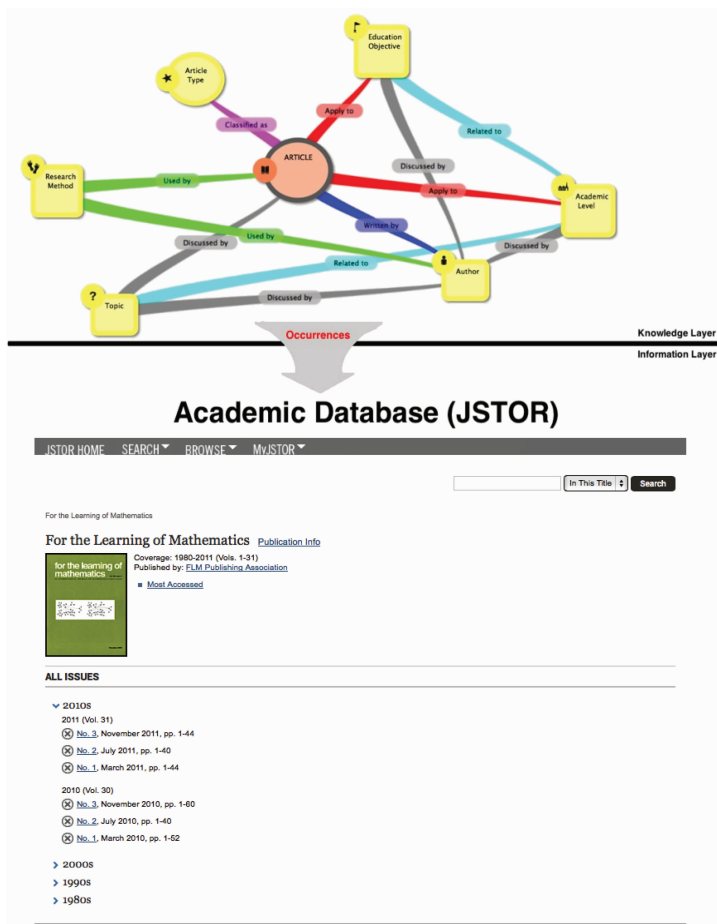 Education
Objective
Article
Type
Classified as
Apply to
Related to
ARTICLE
Discussed by
Research
Method
Used by
Apply to
Academic
Level
Written by
Discussed by
Used by
Discussed by
Related to
Author
Topic
Discussed by
Occurrences
Knowledge Layer
Information Layer
Academic Database (JSTOR)
JSTOR HOME SEARCH BROWSE MyJSTOR
In This Title Search
For the Learning of Mathematics
For the Learning of Mathematics Publication Info
for the learning of
mathematics
Coverage: 1980-2011 (Vols. 1-31)
Published by: FLM Publishing Association
Most Accessed
ALL ISSUES
2010s
2011 (Vol. 31)
No. 3, November 2011, pp. 1-44
No. 2, July 2011, pp. 1-40
No. 1, March 2011, pp. 1-44
2010 (Vol. 30)
No. 3, November 2010, pp. 1-60
No. 2, July 2010, pp. 1-40
No. 1, March 2010, pp. 1-52
2000s
1990s
1980s